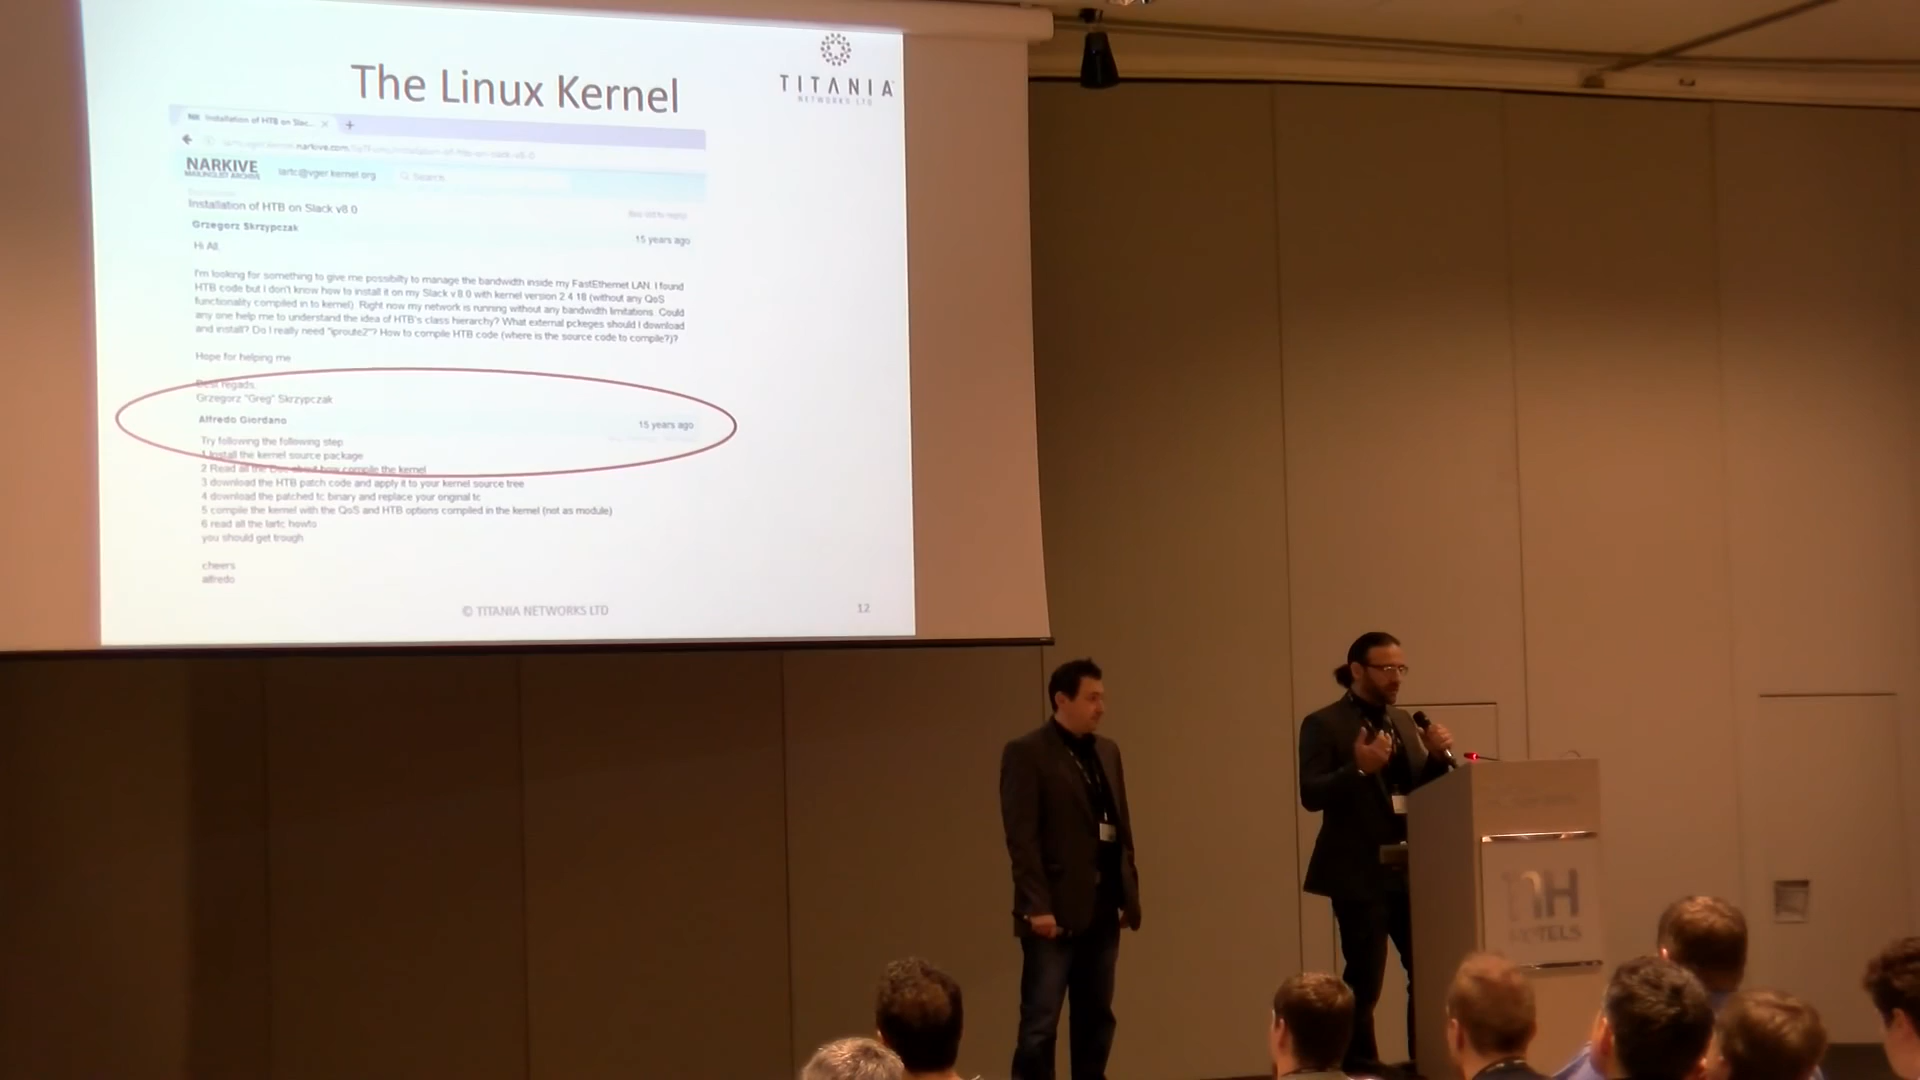 The Linux Kernel
TITANIA
NETWORKS LTD
Installation of HTB on Slac...
NARKIVE
MAILINGLIST ARCHIVE
lartc@vger.kernel.org
Search
Installation of HTB on Slack v8.0
Grzegorz Skrzypczak
15 years ago
Hi All.
I'm looking for something to give me possibilty to manage the bandwidth inside my FastEthernet LAN. I found
HTB code but I don't know how to install it on my Slack v.8.0 with kernel version 2.4.18 (without any QoS
functionality compiled in to kernel). Right now my network is running without any bandwidth limitations. Could
any one help me to understand the idea of HTB's class hierarchy? What external pckeges should I download
and install? Do I really need "iproute2"? How to compile HTB code (where is the source code to compile?)?
Hope for helping me
Best regads,
Grzegorz "Greg" Skrzypczak
Alfredo Giordano
15 years ago
Try following the following step
1 Install the kernel source package
2 Read all the Doc about how compile the kernel
3 download the HTB patch code and apply it to your kernel source tree
4 download the patched tc binary and replace your original tc
5 compile the kernel with the QoS and HTB options compiled in the kernel (not as module)
6 read all the lartc howto
you should get trough
cheers
alfredo
© TITANIA NETWORKS LTD
12
NH
HOTELS